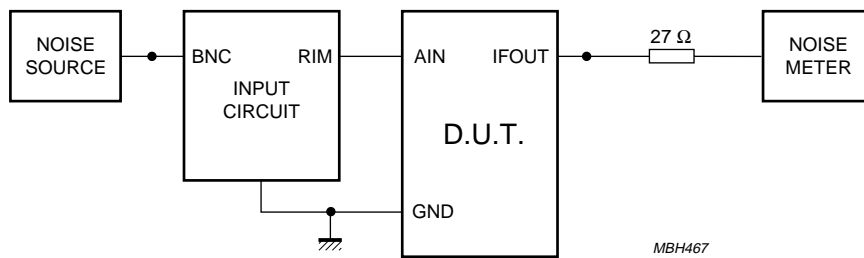 NOISE
SOURCE
BNC
RIM
INPUT
CIRCUIT
AIN
IFOUT
D.U.T.
GND
27 Ω
NOISE
METER
MBH467